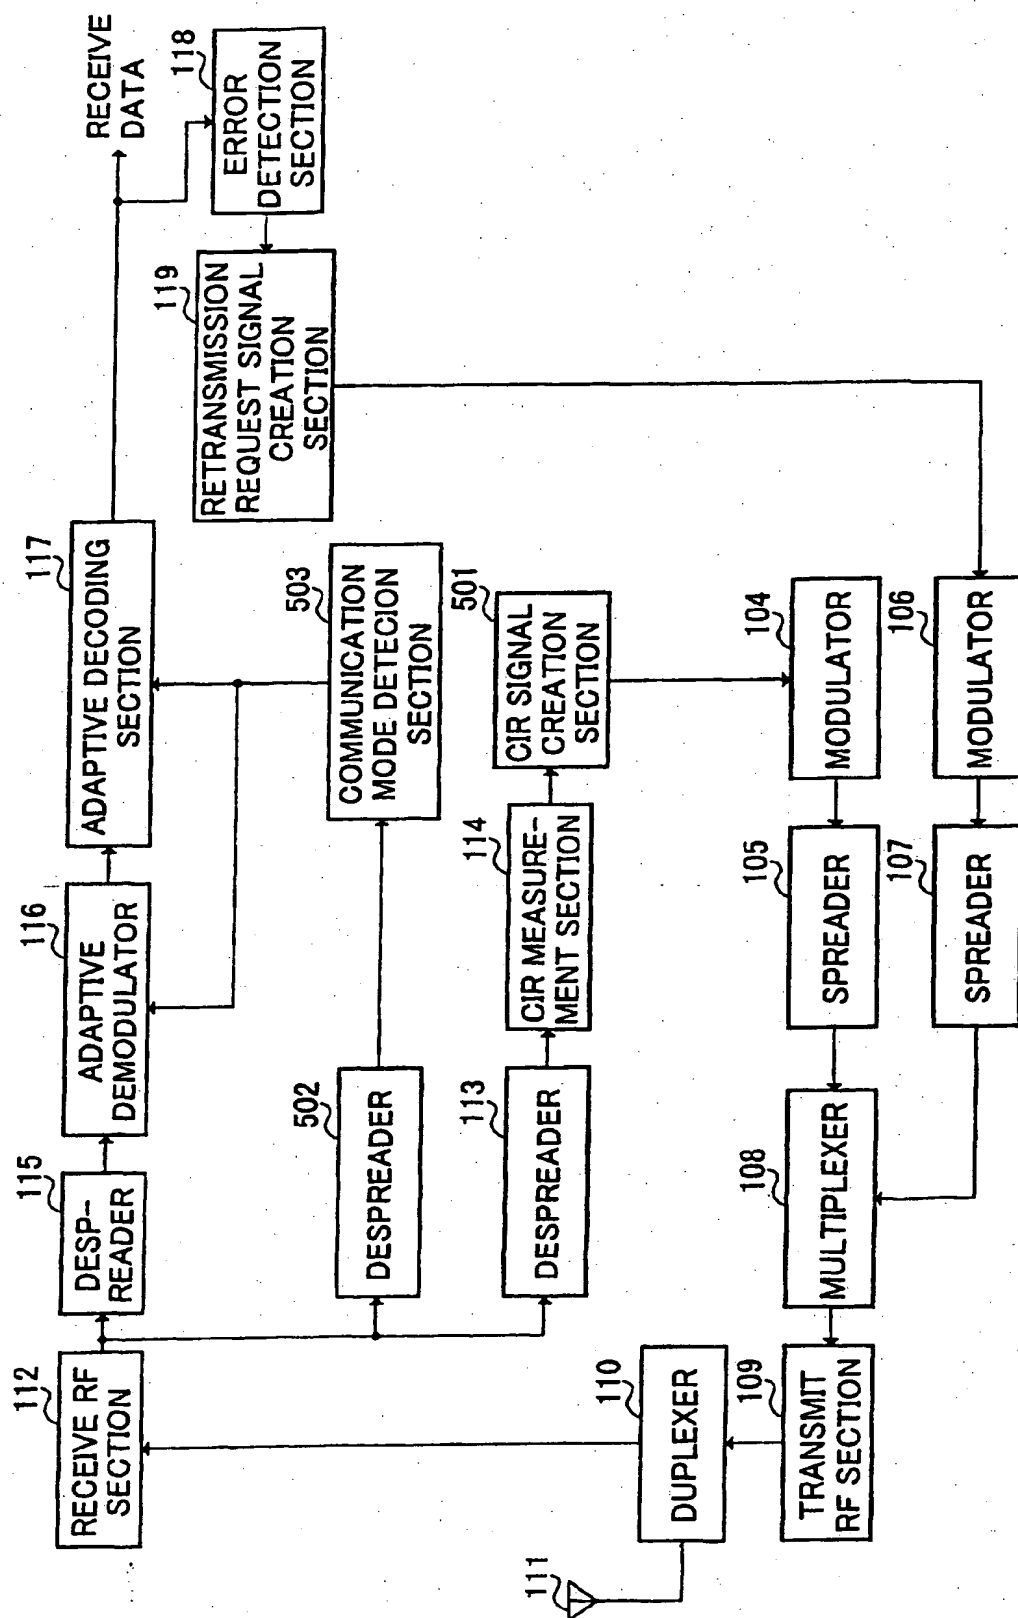 111
110
DUPLEXER
112
RECEIVE RF
SECTION
115
DESP-
READER
116
ADAPTIVE
DEMODULATOR
117
ADAPTIVE DECODING
SECTION
RECEIVE
DATA
118
ERROR
DETECTION
SECTION
119
RETRANSMISSION
REQUEST SIGNAL
CREATION
SECTION
502
DESPREADER
503
COMMUNICATION
MODE DETECION
SECTION
113
DESPREADER
114
CIR MEASURE-
MENT SECTION
501
CIR SIGNAL
CREATION
SECTION
109
TRANSMIT
RF SECTION
108
MULTIPLEXER
105
SPREADER
104
MODULATOR
107
SPREADER
106
MODULATOR